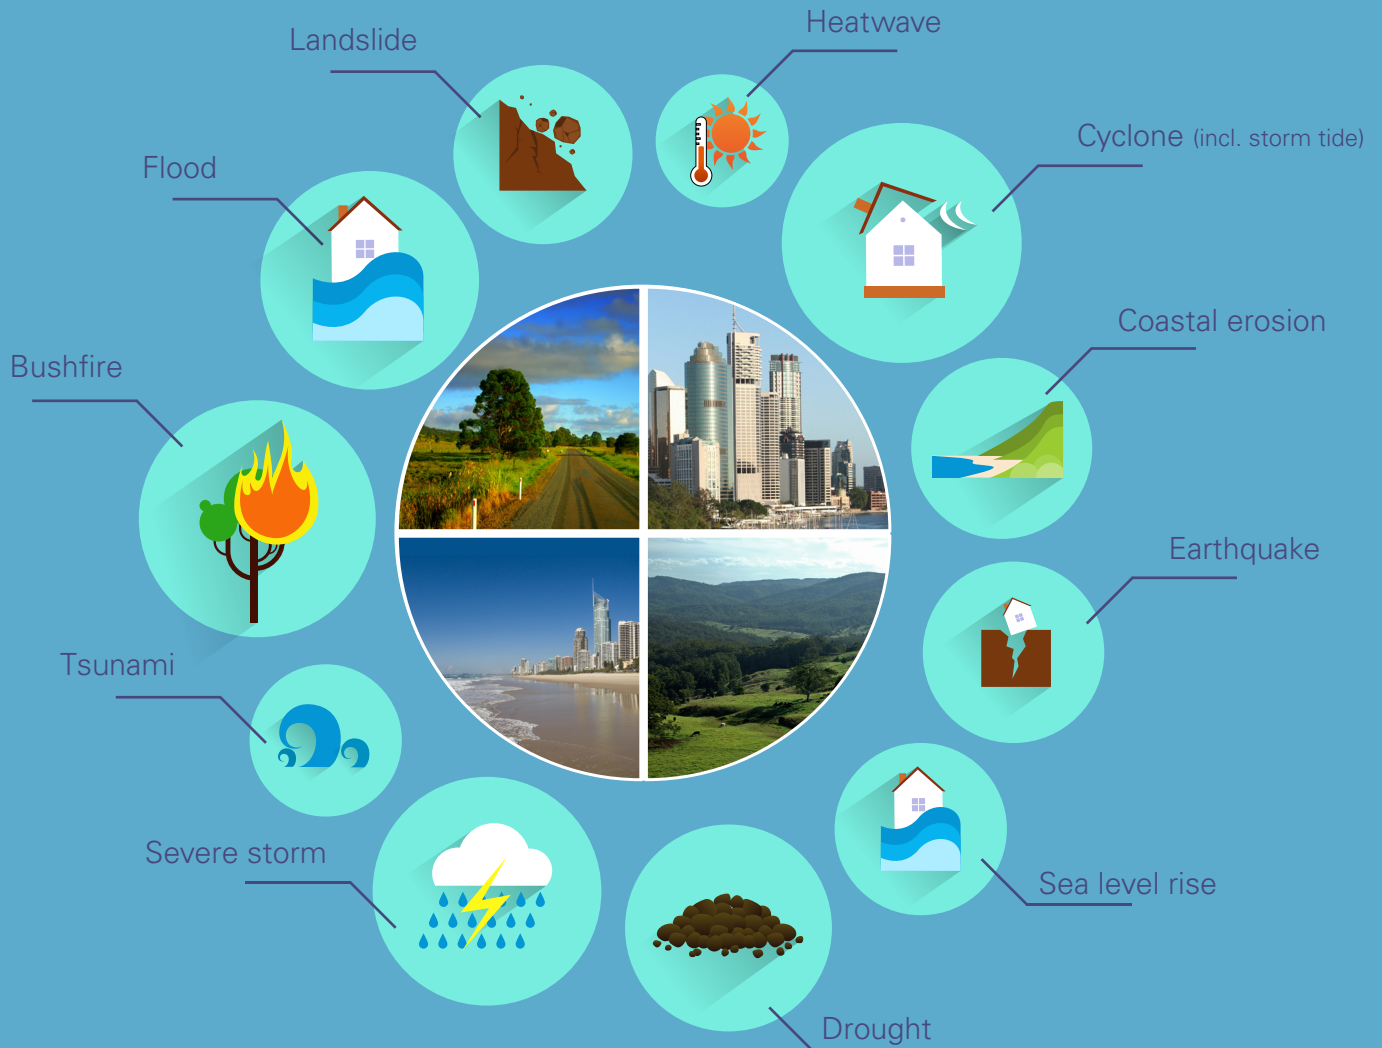 Heatwave
Landslide
Cyclone (incl. storm tide)
Flood
Coastal erosion
Bushfire
Earthquake
Tsunami
Severe storm
Sea level rise
Drought